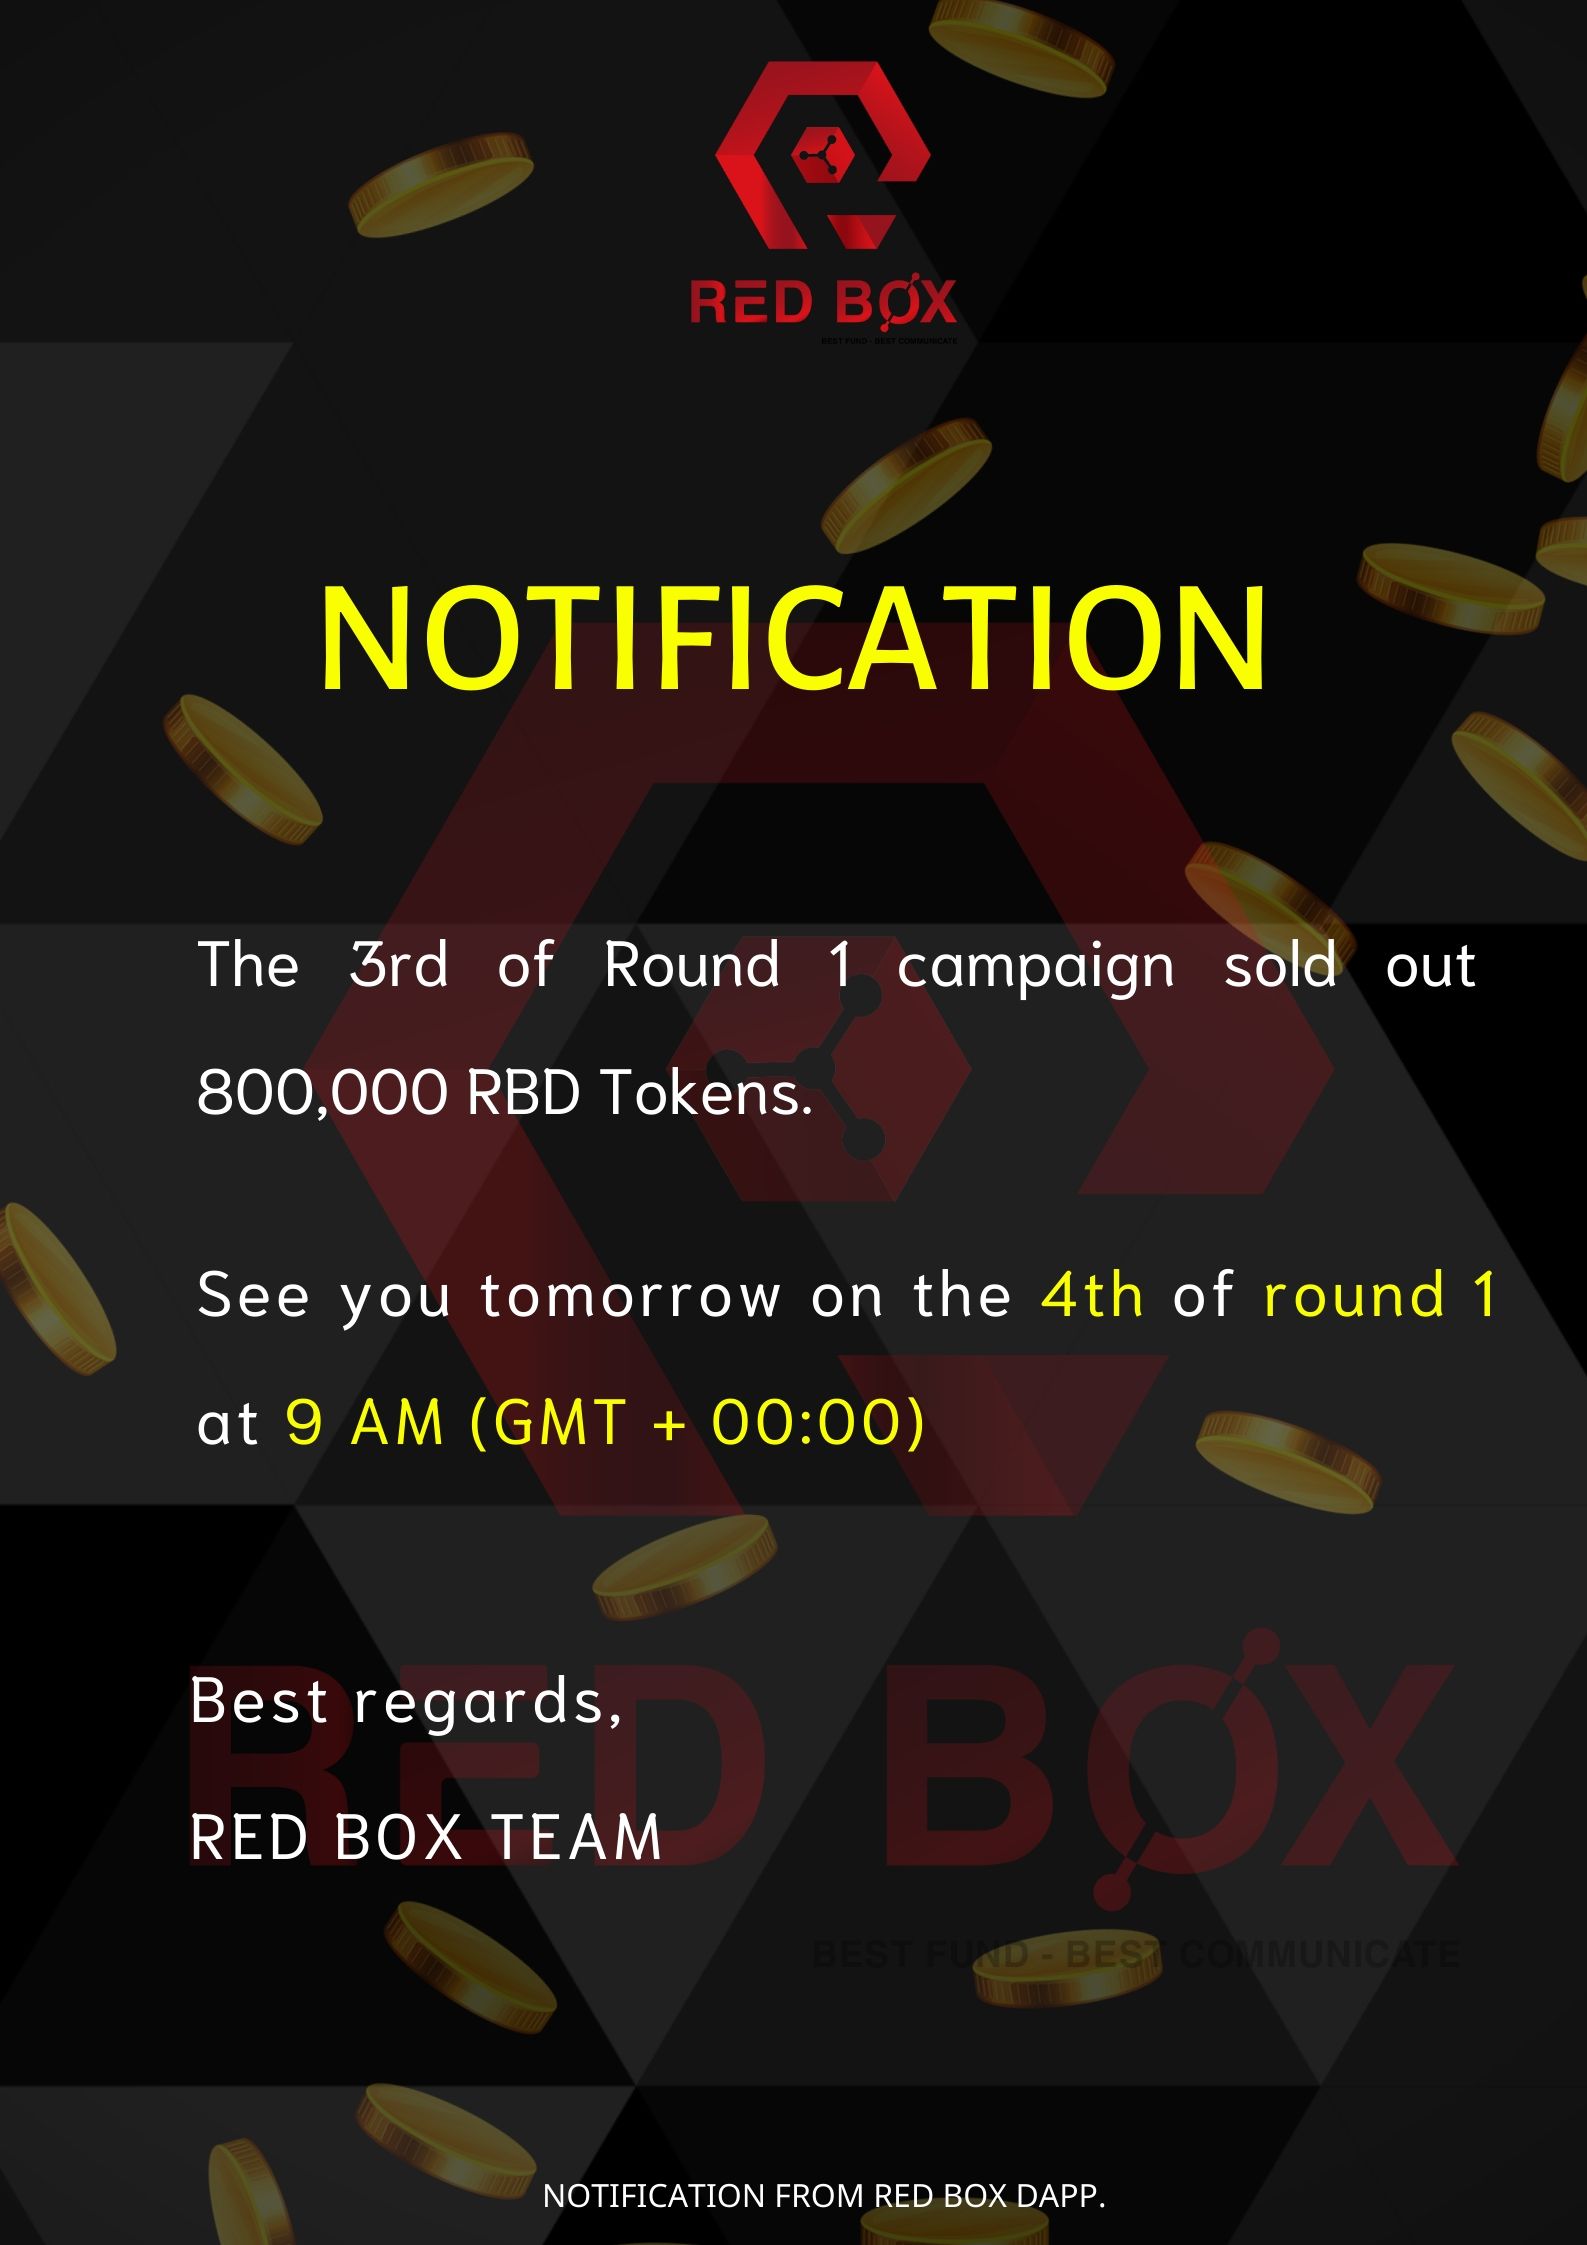 RED BOX
BEST FUND - BEST COMMUNICATE
NOTIFICATION
The 3rd of Round 1 campaign sold out
800,000 RBD Tokens.
See you tomorrow on the 4th of round 1
at 9 AM (GMT + 00:00)
Best regards,
RED BOX TEAM
RED BOX
BEST FUND - BEST COMMUNICATE
NOTIFICATION FROM RED BOX DAPP.